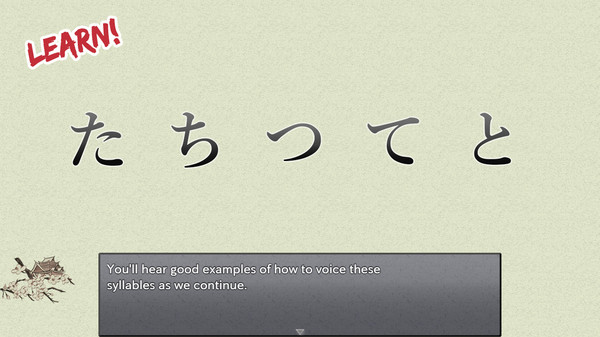 LEARN!
た ち つ て と
You'll hear good examples of how to voice these
syllables as we continue.